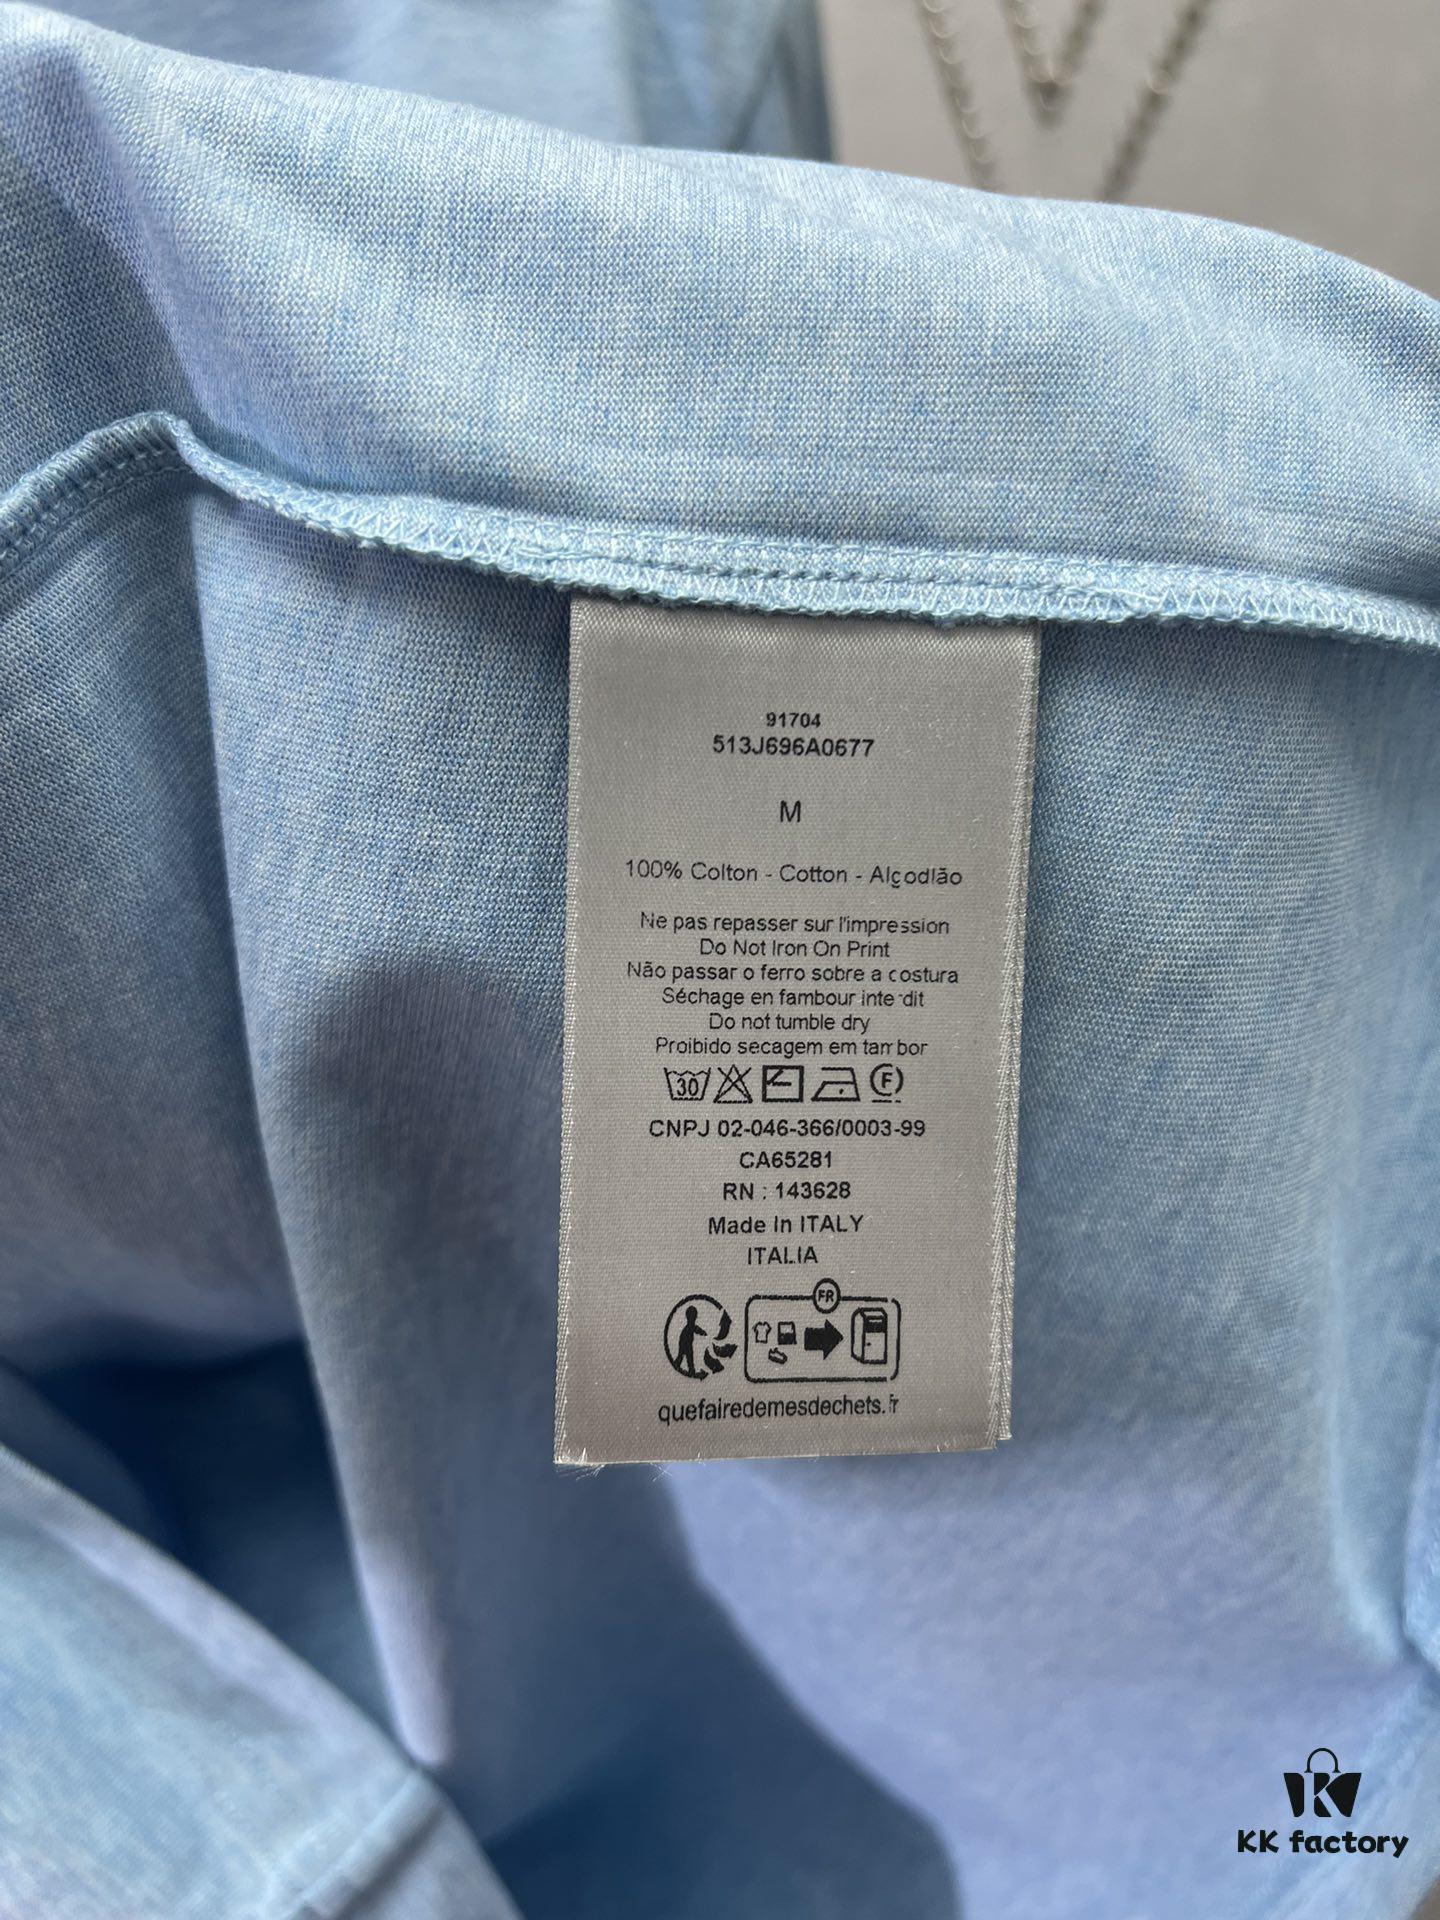 91704
513J696A0677
M
100% Colton - Cotton - Algodlão
Ne pas repasser sur l'impression
Do Not Iron On Print
Não passar o ferro sobre a costura
Séchage en fambour inte dit
Do not tumble dry
Proibido secagem em tambor
30 F
CNPJ 02-046-366/0003-99
CA65281
RN : 143628
Made In ITALY
ITALIA
FR
quefairedemesdechets.fr
KK factory